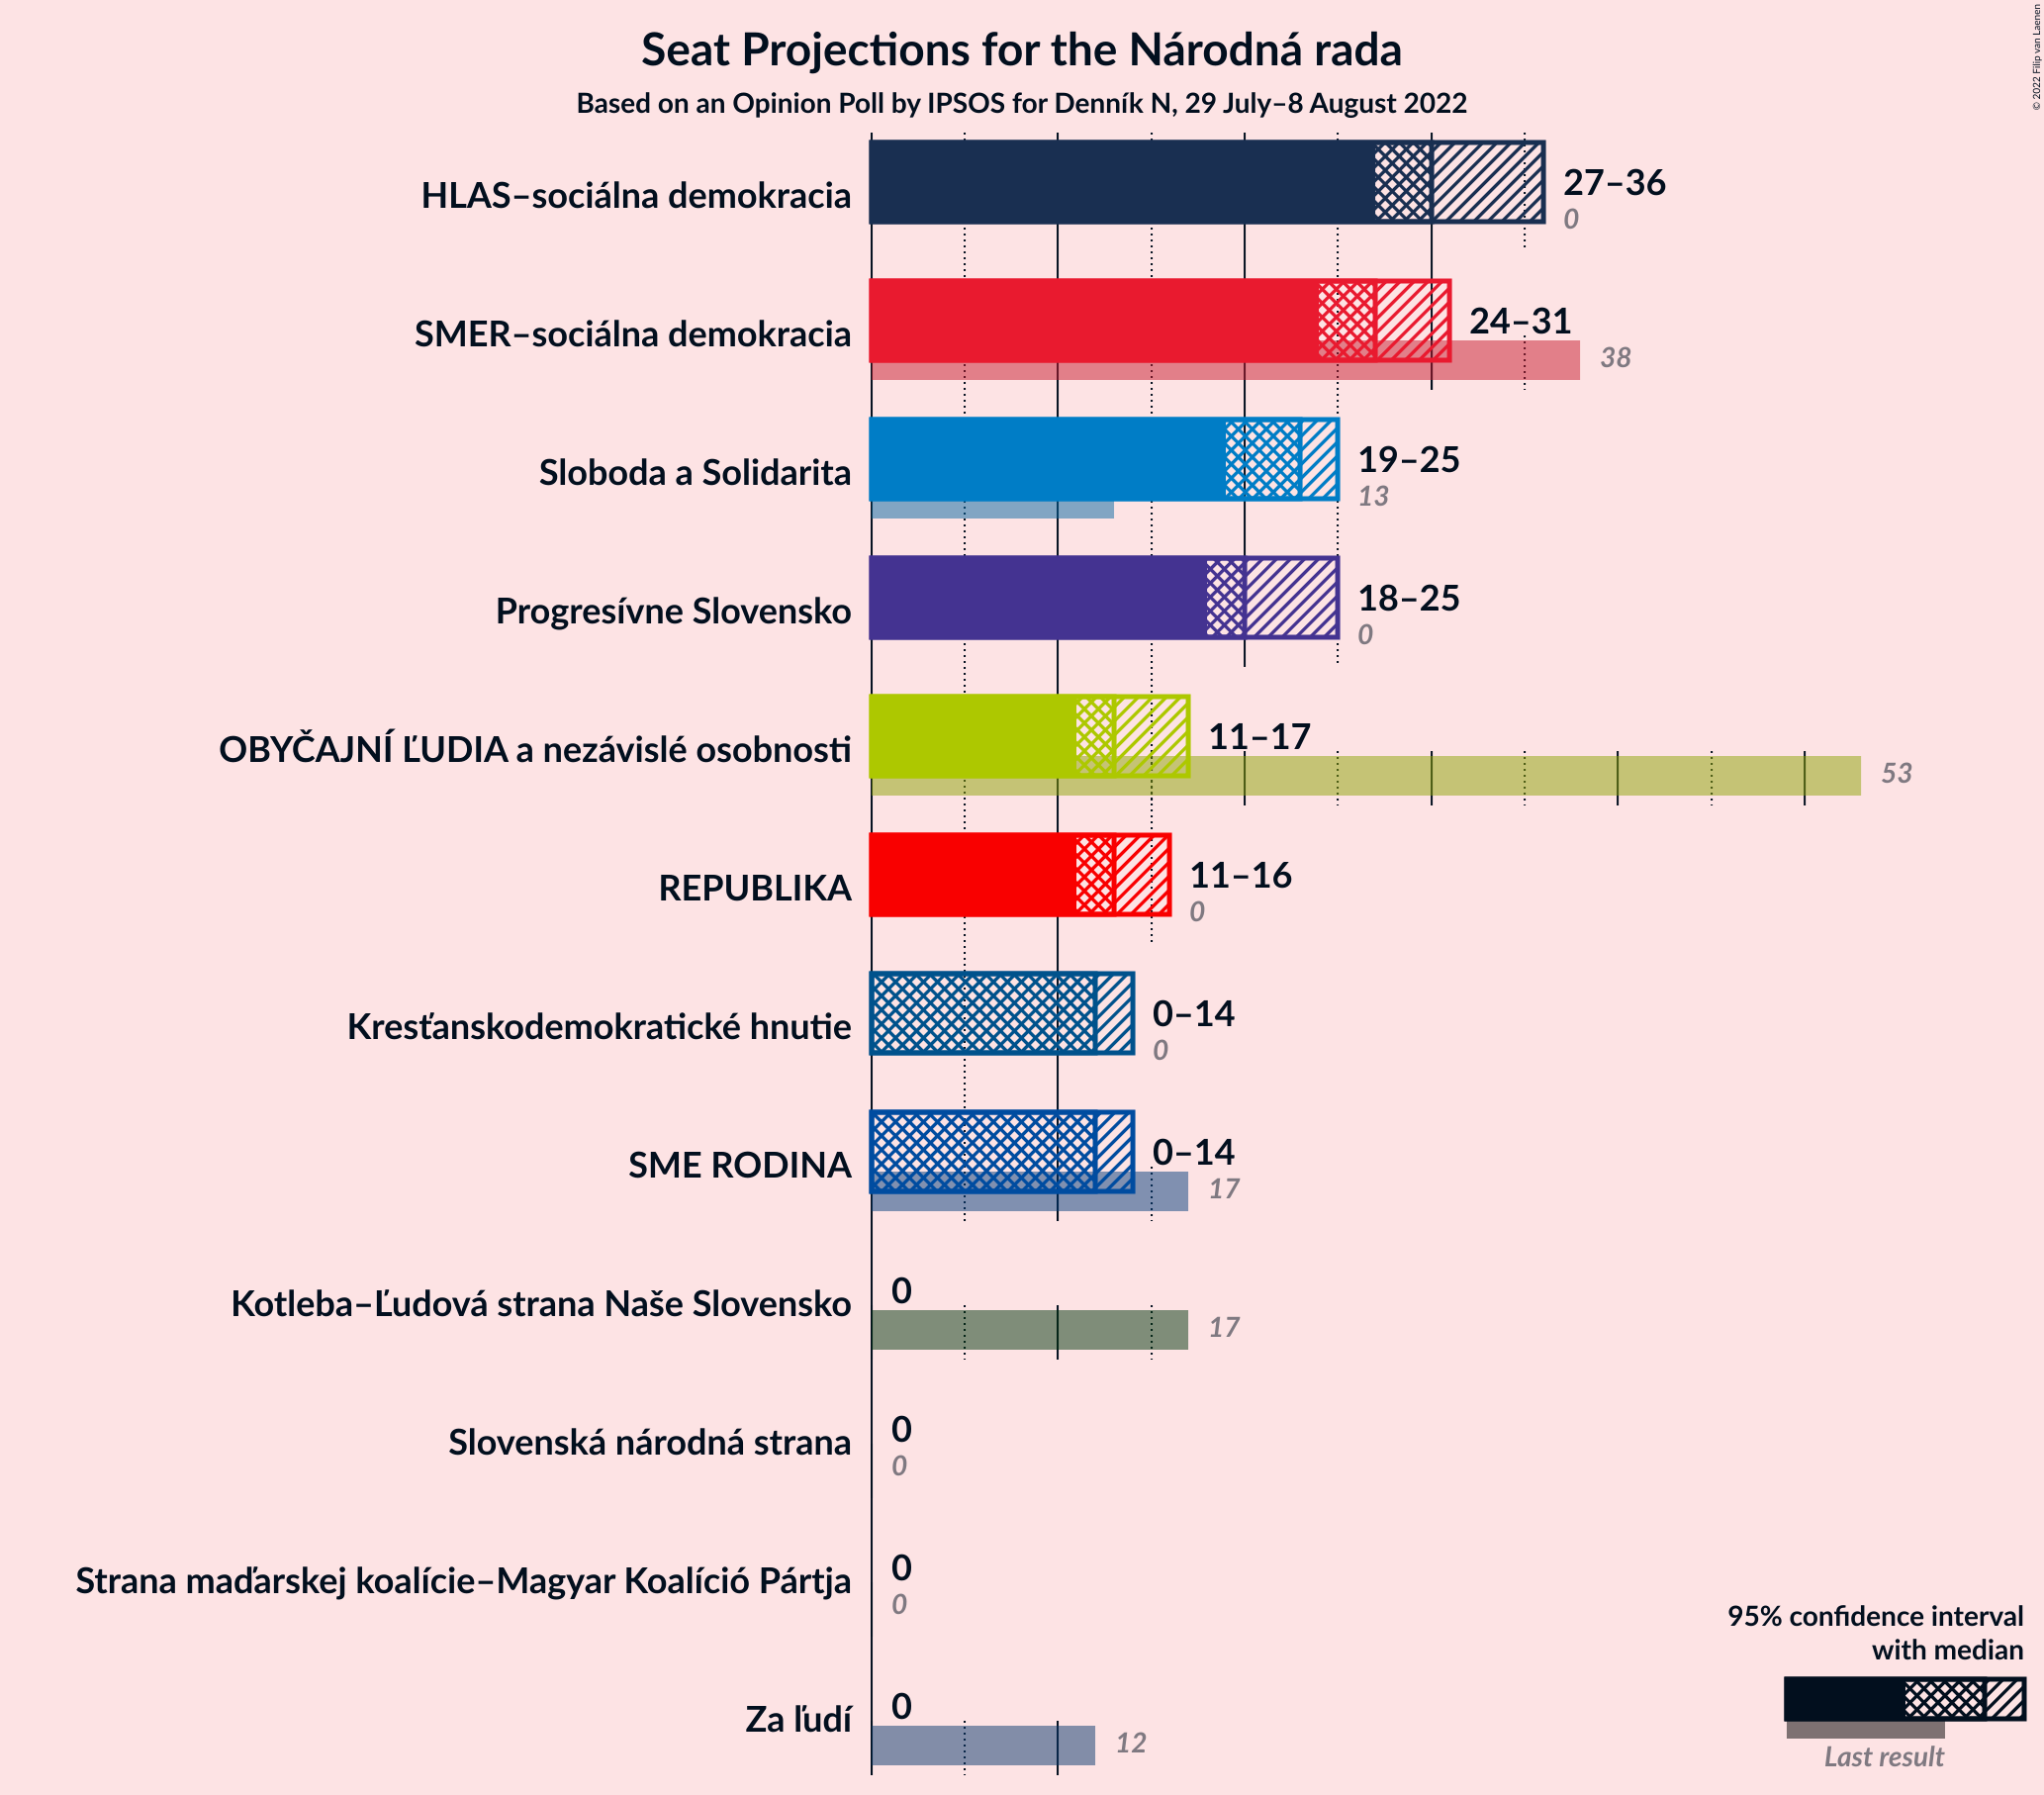 Seat Projections for the Národná rada
Based on an Opinion Poll by IPSOS for Denník N, 29 July–8 August 2022
© 2022 Filip van Laenen
HLAS–sociálna demokracia
27–36
0
SMER–sociálna demokracia
24–31
38
Sloboda a Solidarita
19–25
13
Progresívne Slovensko
18–25
0
OBYČAJNÍ ĽUDIA a nezávislé osobnosti
11–17
53
REPUBLIKA
11–16
0
Kresťanskodemokratické hnutie
0–14
0
SME RODINA
0–14
17
Kotleba–Ľudová strana Naše Slovensko
0
17
Slovenská národná strana
0
0
Strana maďarskej koalície–Magyar Koalíció Pártja
0
0
Za ľudí
0
12
95% confidence interval
with median
Last result